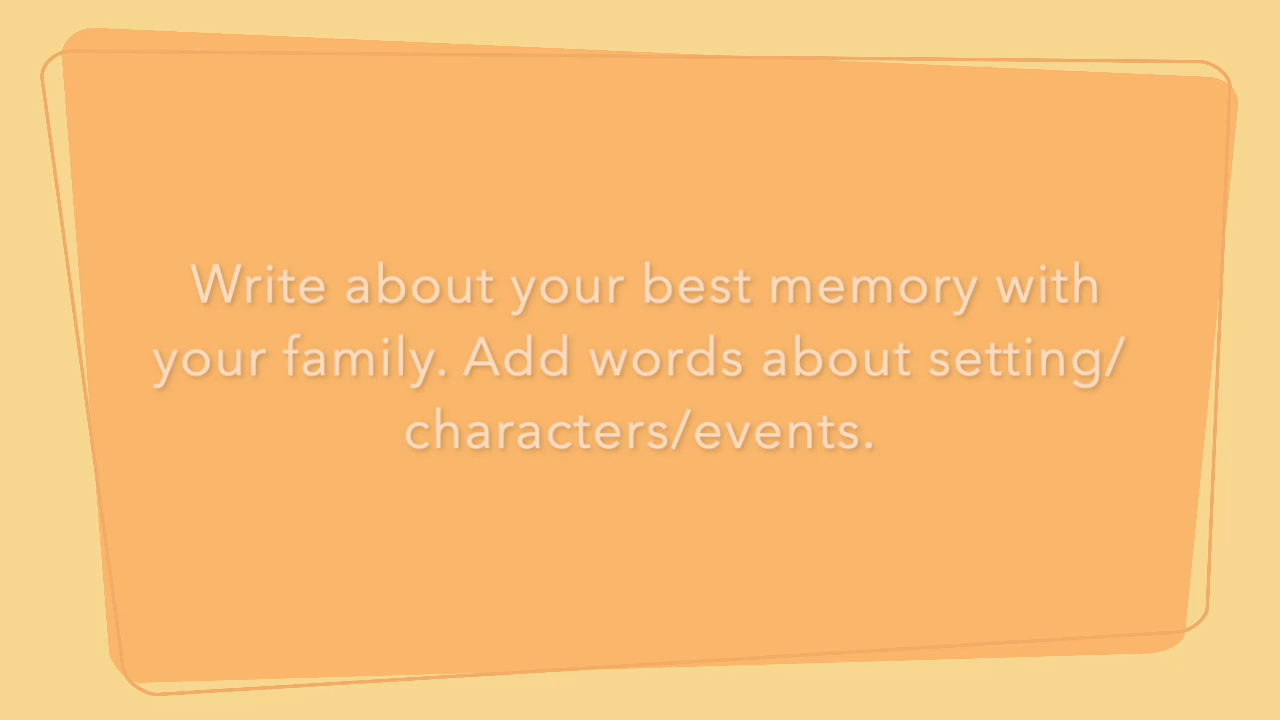 Write about your best memory with
your family. Add words about setting/
characters/events.